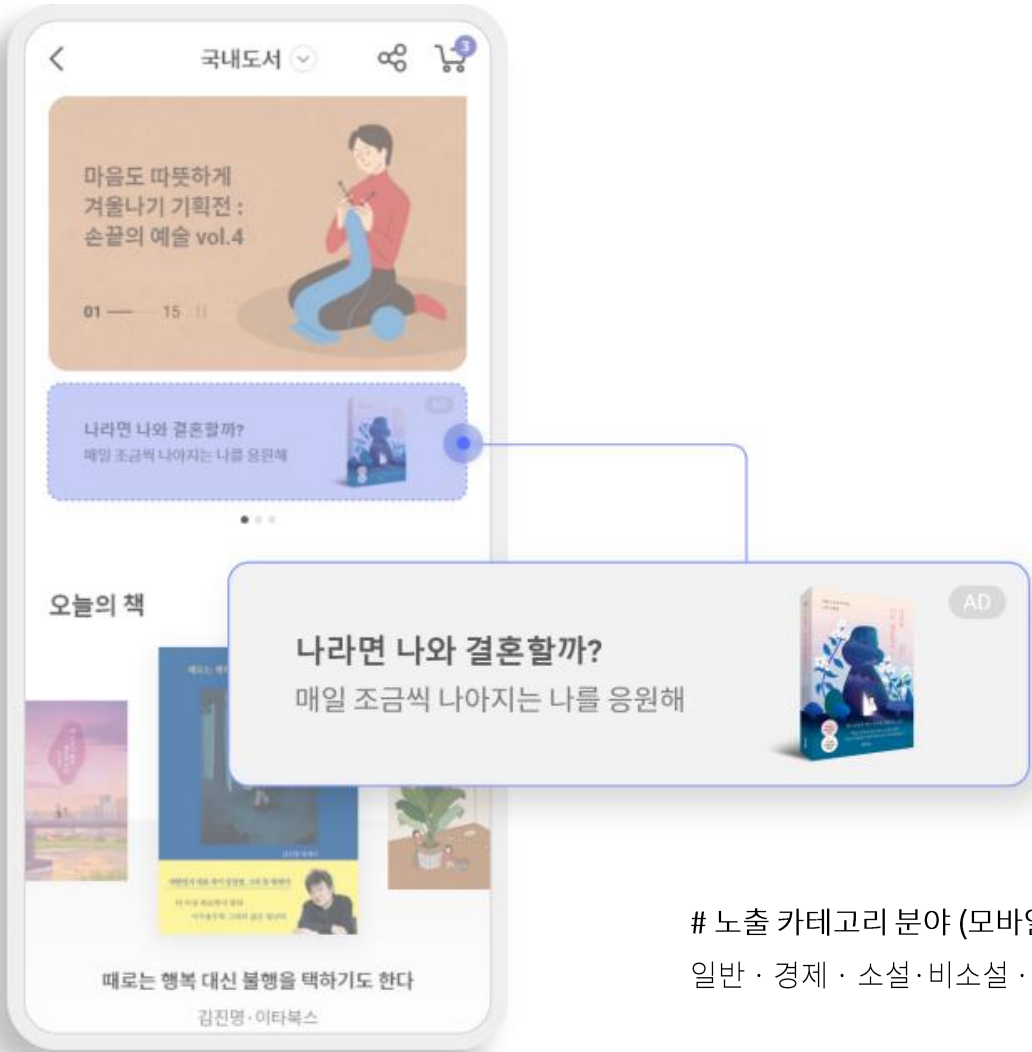 국내도서
3
마음도 따뜻하게
겨울나기 기획전 :
손끝의 예술 vol.4
01 15
나라면 나와 결혼할까?
매일 조금씩 나아지는 나를 응원해
AD
오늘의 책
나라면 나와 결혼할까?
매일 조금씩 나아지는 나를 응원해
AD
때로는 행복 대신 불행을 택하기도 한다
김진명·이타북스
# 노출 카테고리 분야 (모바일
일반 · 경제 · 소설·비소설 ·